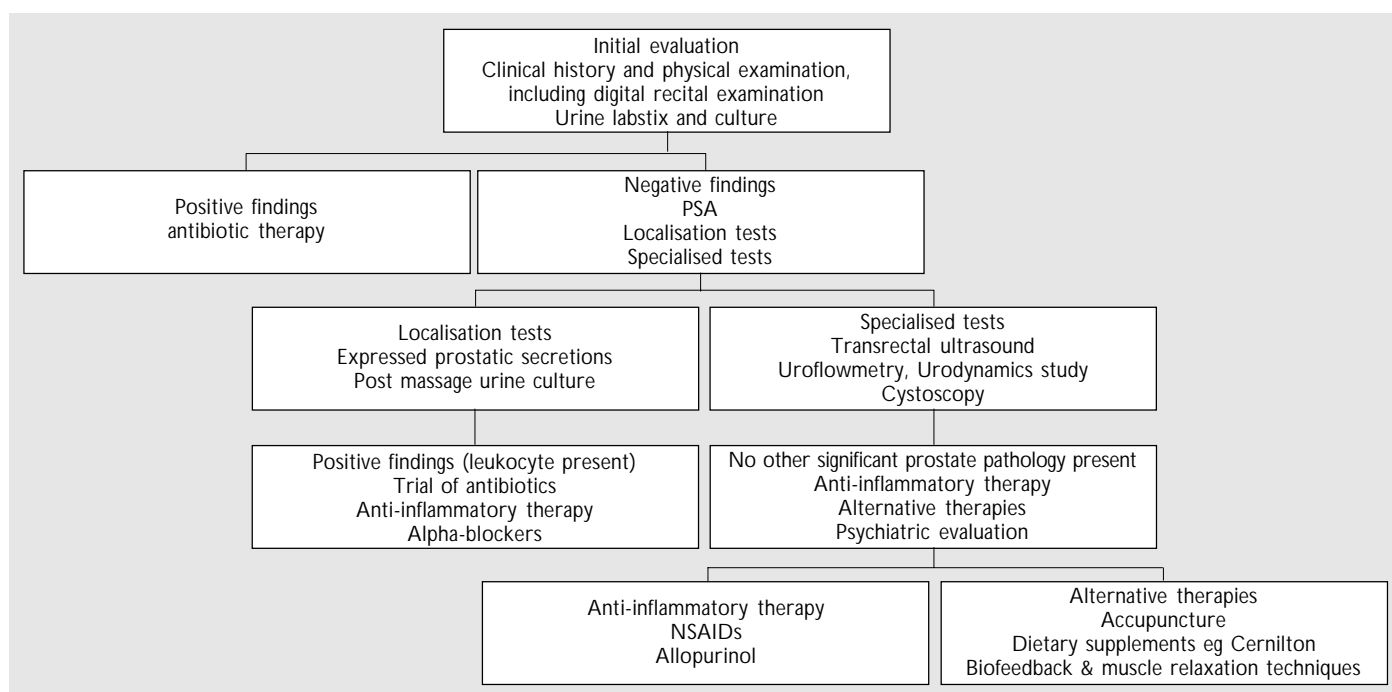 Initial evaluation
Clinical history and physical examination,
including digital recital examination
Urine labstix and culture
Positive findings
antibiotic therapy
Negative findings
PSA
Localisation tests
Specialised tests
Localisation tests
Expressed prostatic secretions
Post massage urine culture
Specialised tests
Transrectal ultrasound
Uroflowmetry, Urodynamics study
Cystoscopy
Positive findings (leukocyte present)
Trial of antibiotics
Anti-inflammatory therapy
Alpha-blockers
No other significant prostate pathology present
Anti-inflammatory therapy
Alternative therapies
Psychiatric evaluation
Anti-inflammatory therapy
NSAIDs
Allopurinol
Alternative therapies
Accupuncture
Dietary supplements eg Cernilton
Biofeedback & muscle relaxation techniques